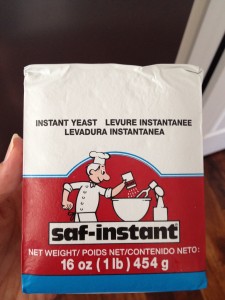 INSTANT YEAST LEVURE INSTANTANEE
LEVADURA INSTANTANEA
saf-instant
NET WEIGHT/ POIDS NET/CONTENIDO NETO:
16 oz (1 lb) 454 g